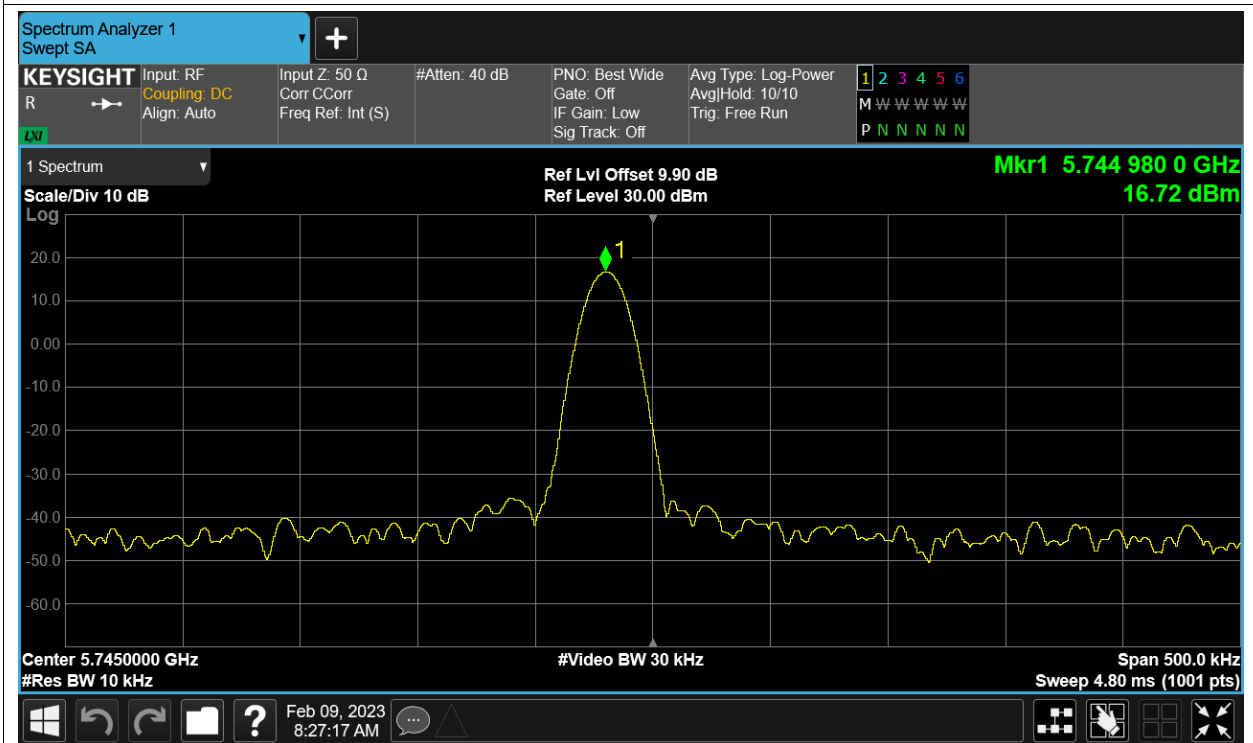 Spectrum Analyzer 1
Swept SA
▼
+
KEYSIGHT
R
LXI
Input: RF
Coupling: DC
Align: Auto
Input Z: 50 Ω
Corr CCorr
Freq Ref: Int (S)
#Atten: 40 dB
PNO: Best Wide
Gate: Off
IF Gain: Low
Sig Track: Off
Avg Type: Log-Power
Avg|Hold: 10/10
Trig: Free Run
1 2 3 4 5 6
M W W W W W
P N N N N N
1 Spectrum ▼
Scale/Div 10 dB
Log
Ref Lvl Offset 9.90 dB
Ref Level 30.00 dBm
Mkr1 5.744 980 0 GHz
16.72 dBm
1
20.0
10.0
0.00
-10.0
-20.0
-30.0
-40.0
-50.0
-60.0
Center 5.7450000 GHz
#Res BW 10 kHz
#Video BW 30 kHz
Span 500.0 kHz
Sweep 4.80 ms (1001 pts)
?
Feb 09, 2023
8:27:17 AM